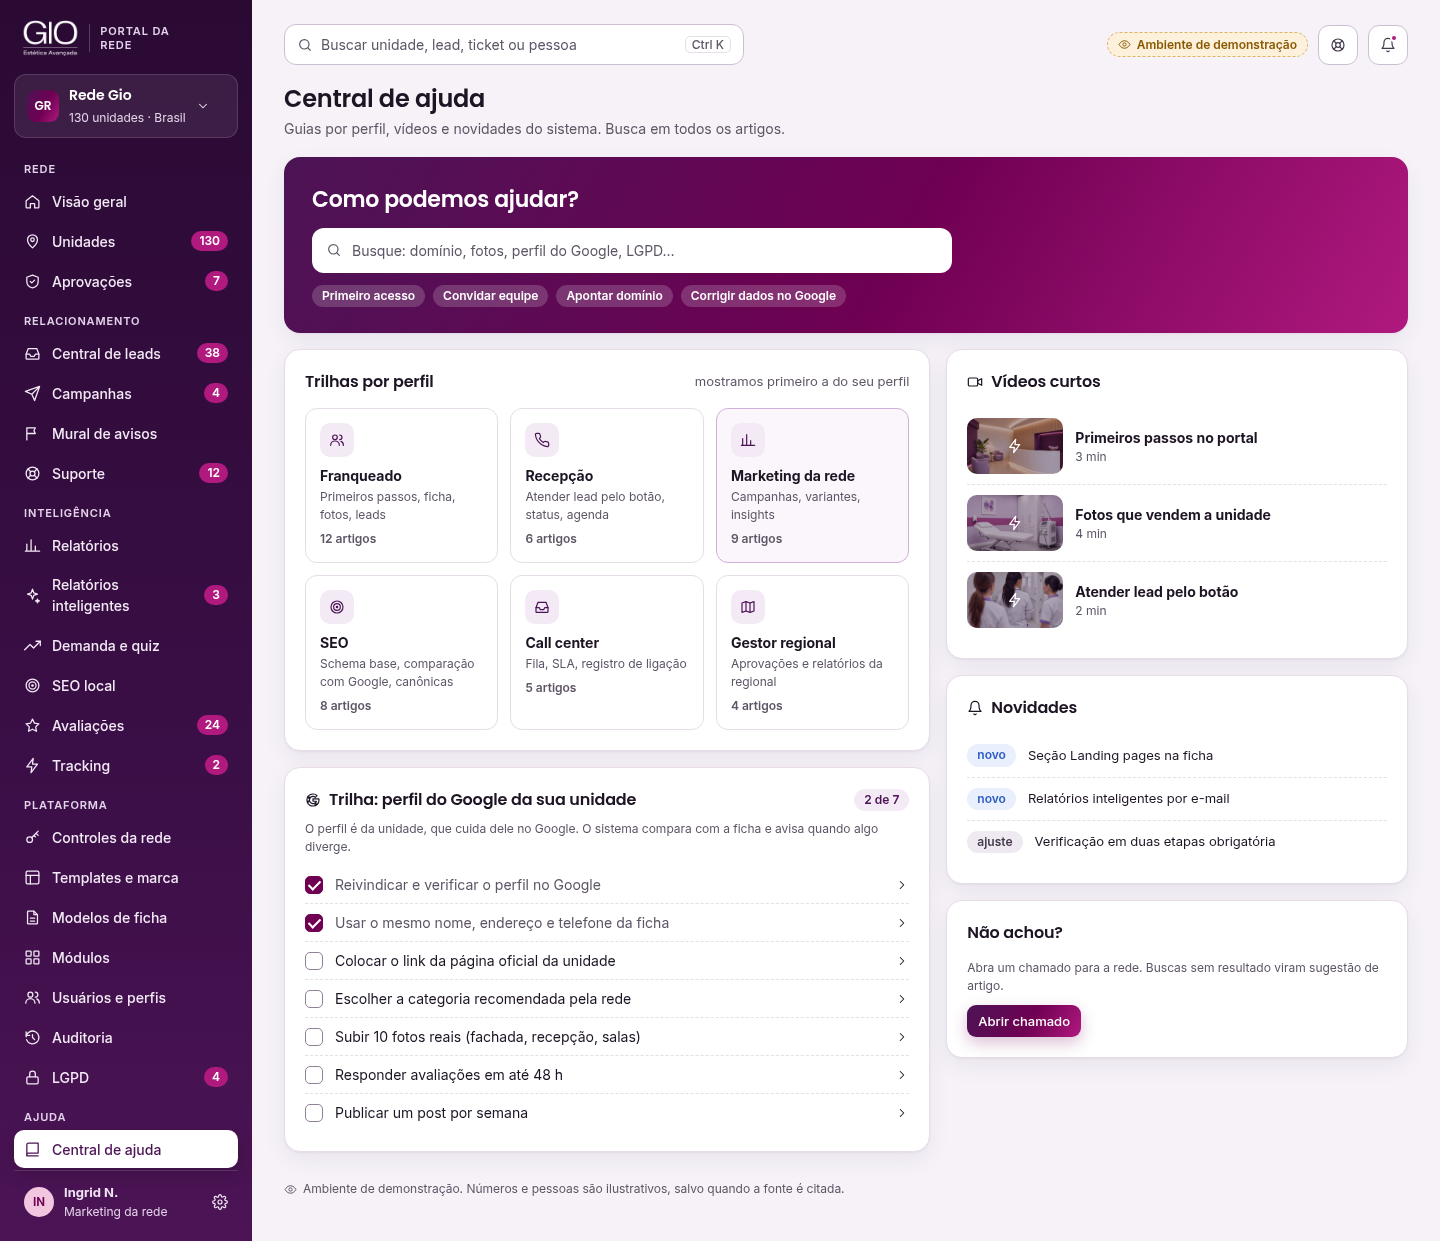 GIO
Estética Avançada
PORTAL DA
REDE
GR
Rede Gio
130 unidades · Brasil
REDE
Visão geral
Unidades
130
Aprovações
7
RELACIONAMENTO
Central de leads
38
Campanhas
4
Mural de avisos
Suporte
12
INTELIGÊNCIA
Relatórios
Relatórios
inteligentes
3
Demanda e quiz
SEO local
Avaliações
24
Tracking
2
PLATAFORMA
Controles da rede
Templates e marca
Modelos de ficha
Módulos
Usuários e perfis
Auditoria
LGPD
4
AJUDA
Central de ajuda
IN
Ingrid N.
Marketing da rede
Buscar unidade, lead, ticket ou pessoa
Ctrl K
Ambiente de demonstração
Central de ajuda
Guias por perfil, vídeos e novidades do sistema. Busca em todos os artigos.
Como podemos ajudar?
Busque: domínio, fotos, perfil do Google, LGPD...
Primeiro acesso
Convidar equipe
Apontar domínio
Corrigir dados no Google
Trilhas por perfil
mostramos primeiro a do seu perfil
Franqueado
Primeiros passos, ficha,
fotos, leads
12 artigos
Recepção
Atender lead pelo botão,
status, agenda
6 artigos
Marketing da rede
Campanhas, variantes,
insights
9 artigos
SEO
Schema base, comparação
com Google, canônicas
8 artigos
Call center
Fila, SLA, registro de ligação
5 artigos
Gestor regional
Aprovações e relatórios da
regional
4 artigos
Trilha: perfil do Google da sua unidade
2 de 7
O perfil é da unidade, que cuida dele no Google. O sistema compara com a ficha e avisa quando algo
diverge.
Reivindicar e verificar o perfil no Google
Usar o mesmo nome, endereço e telefone da ficha
Colocar o link da página oficial da unidade
Escolher a categoria recomendada pela rede
Subir 10 fotos reais (fachada, recepção, salas)
Responder avaliações em até 48 h
Publicar um post por semana
Vídeos curtos
Primeiros passos no portal
3 min
Fotos que vendem a unidade
4 min
Atender lead pelo botão
2 min
Novidades
novo
Seção Landing pages na ficha
novo
Relatórios inteligentes por e-mail
ajuste
Verificação em duas etapas obrigatória
Não achou?
Abra um chamado para a rede. Buscas sem resultado viram sugestão de
artigo.
Abrir chamado
Ambiente de demonstração. Números e pessoas são ilustrativos, salvo quando a fonte é citada.